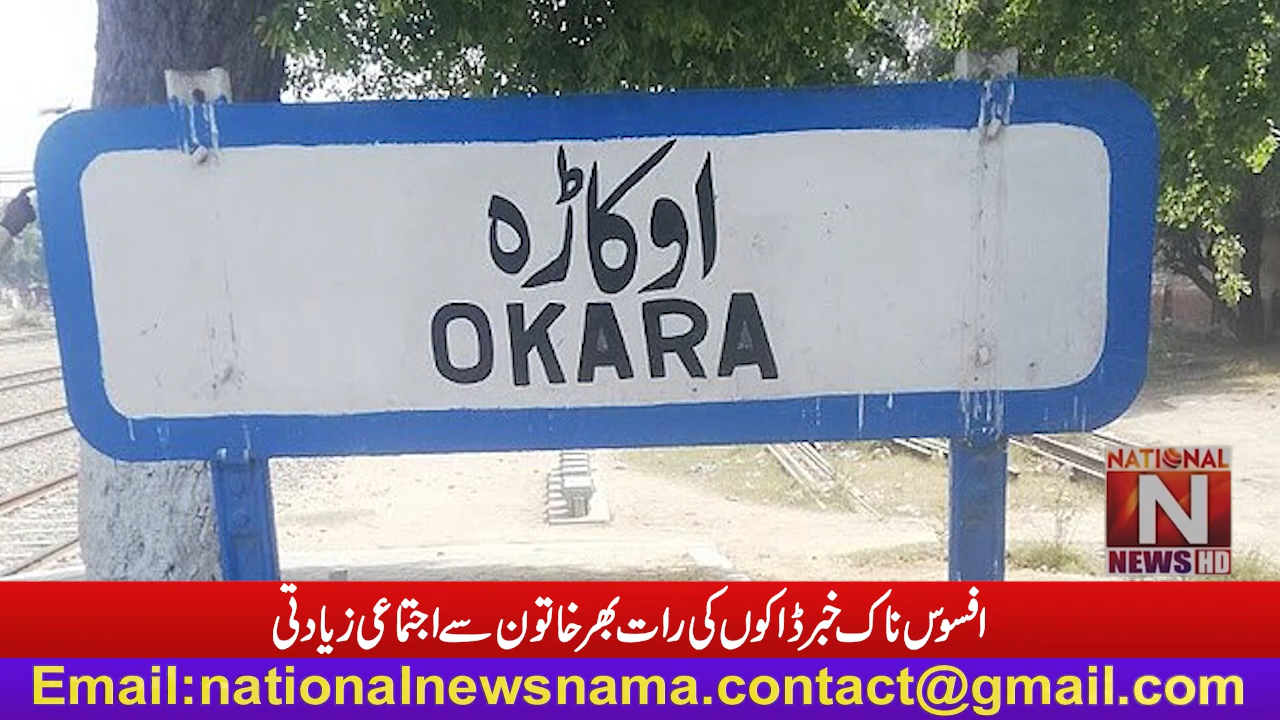 اوکاڑہ
OKARA
NATIONAL
N
NEWS HD
افسوس ناک خبر ڈاکوں کی رات بھر خاتون سے اجتماعی زیادتی
Email:nationalnewsnama.contact@gmail.com